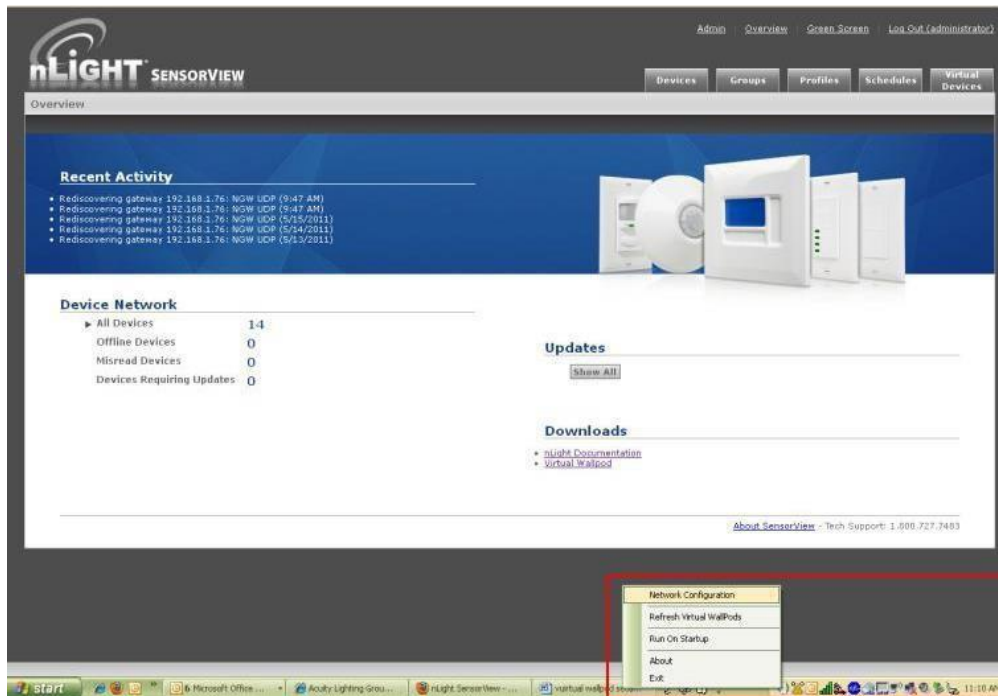 Admin Overview Green Screen Log Out (administrator)
nLIGHT SENSORVIEW
Devices Groups Profiles Schedules Virtual Devices
Overview
Recent Activity
• Rediscovering gateway 192.168.1.76: NGW UDP (9:47 AM)
• Rediscovering gateway 192.168.1.76: NGW UDP (9:47 AM)
• Rediscovering gateway 192.168.1.76: NGW UDP (5/15/2011)
• Rediscovering gateway 192.168.1.76: NGW UDP (5/14/2011)
• Rediscovering gateway 192.168.1.76: NGW UDP (5/13/2011)
Device Network
All Devices 14
Offline Devices 0
Misread Devices 0
Devices Requiring Updates 0
Updates
Show All
Downloads
• nLight Documentation
• Virtual Wallpod
About SensorView - Tech Support: 1.800.727.7483
Network Configuration
Refresh Virtual WallPods
Run On Startup
About
Exit
start
6 Microsoft Office ...
Acuity Lighting Grou...
nLight SensorView - ...
virtual wallpod
11:10 AM